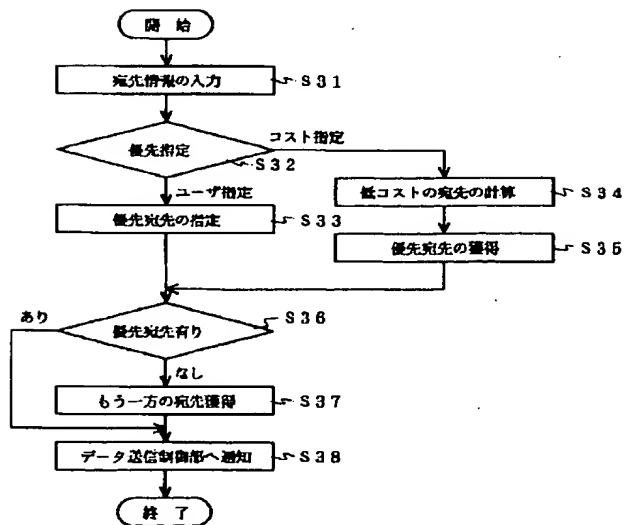 開 始
宛先情報の入力
S31
コスト指定
優先指定
S32
ユーザ指定
低コストの宛先の計算
S34
優先宛先の指定
S33
優先宛先の獲得
S35
あり
優先宛先有り
S36
なし
もう一方の宛先獲得
S37
データ送信制御部へ通知
S38
終 了